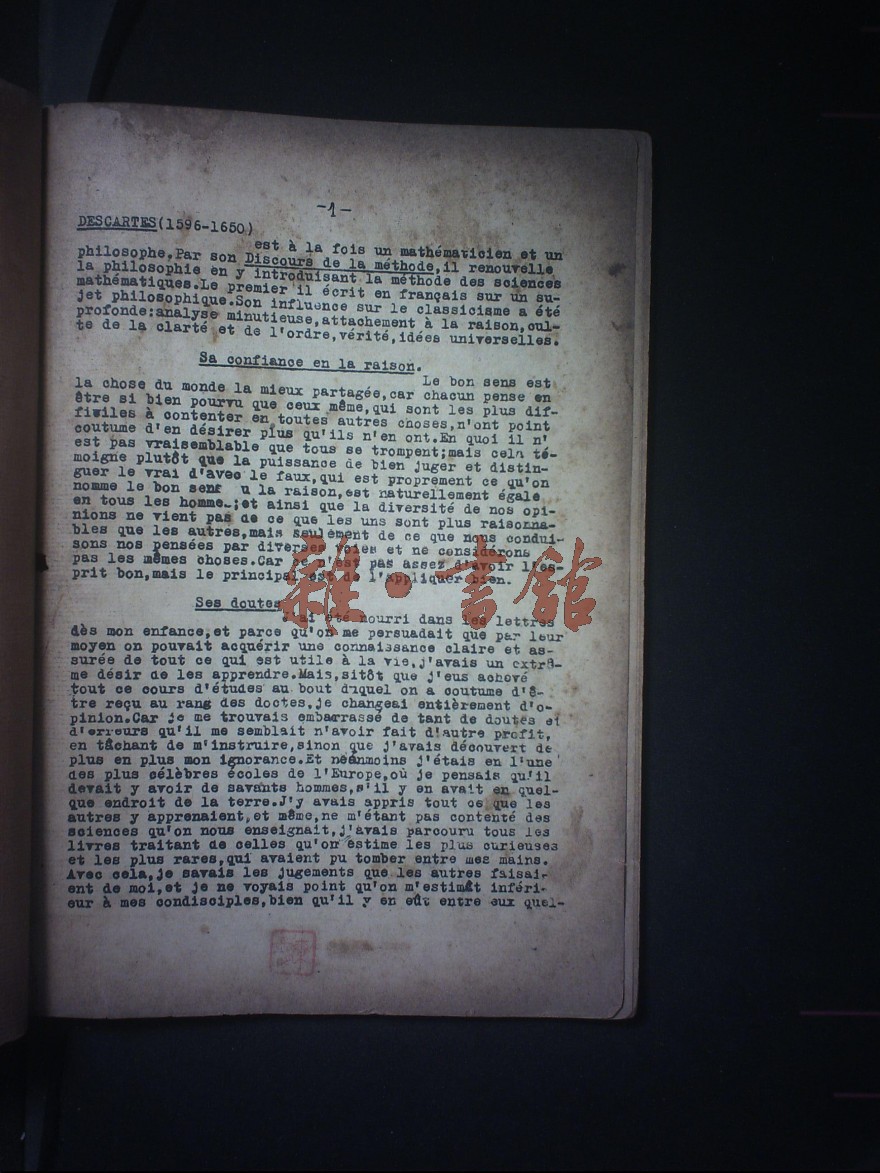 -1-
DESCARTES(1596-1650)
est à la fois un mathématicien et un
philosophe.Par son Discours de la méthode,il renouvelle
la philosophie en y introduisant la méthode des sciences
mathématiques.Le premier il écrit en français sur un su-
jet philosophique.Son influence sur le classicisme a été
profonde:analyse minutieuse,attachement à la raison,cul-
te de la clarté et de l'ordre,vérité,idées universelles.
Sa confiance en la raison.
Le bon sens est
la chose du monde la mieux partagée,car chacun pense en
être si bien pourvu que ceux même,qui sont les plus dif-
fiwiles à contenter en toutes autres choses,n'ont point
coutume d'en désirer plus qu'ils n'en ont.En quoi il n'
est pas vraisemblable que tous se trompent;mais cela té-
moigne plutôt que la puissance de bien juger et distin-
guer le vrai d'avec le faux,qui est proprement ce qu'on
nomme le bon sens u la raison,est naturellement égale
en tous les homme;et ainsi que la diversité de nos opi-
nions ne vient pas de ce que les uns sont plus raisonna-
bles que les autres,mais seulement de ce que nous condui-
sons nos pensées par diverses voies et ne considérons
pas les mêmes choses.Car ce n'est pas assez d'avoir l'es-
prit bon,mais le principal est de l'appliquer bien.
Ses doutes
ai été nourri dans les lettres
dès mon enfance,et parce qu'on me persuadait que par leur
moyen on pouvait acquérir une connaissance claire et as-
surée de tout ce qui est utile à la vie,j'avais un extrê-
me désir de les apprendre.Mais,sitôt que j'eus achevé
tout ce cours d'études au bout duquel on a coutume d'ê-
tre reçu au rang des doctes,je changeai entièrement d'o-
pinion.Car je me trouvais embarrassé de tant de doutes et
d'erreurs qu'il me semblait n'avoir fait d'autre profit,
en tâchant de m'instruire,sinon que j'avais découvert de
plus en plus mon ignorance.Et néanmoins j'étais en l'une
des plus célèbres écoles de l'Europe,où je pensais qu'il
devait y avoir de savants hommes,s'il y en avait en quel-
que endroit de la terre.J'y avais appris tout ce que les
autres y apprenaient,et même,ne m'étant pas contenté des
sciences qu'on nous enseignait,j'avais parcouru tous les
livres traitant de celles qu'on estime les plus curieuses
et les plus rares,qui avaient pu tomber entre mes mains.
Avec cela,je savais les jugements que les autres faisai-
ent de moi,et je ne voyais point qu'on m'estimât inféri-
eur à mes condisciples,bien qu'il y en eût entre eux quel-
雜·書館